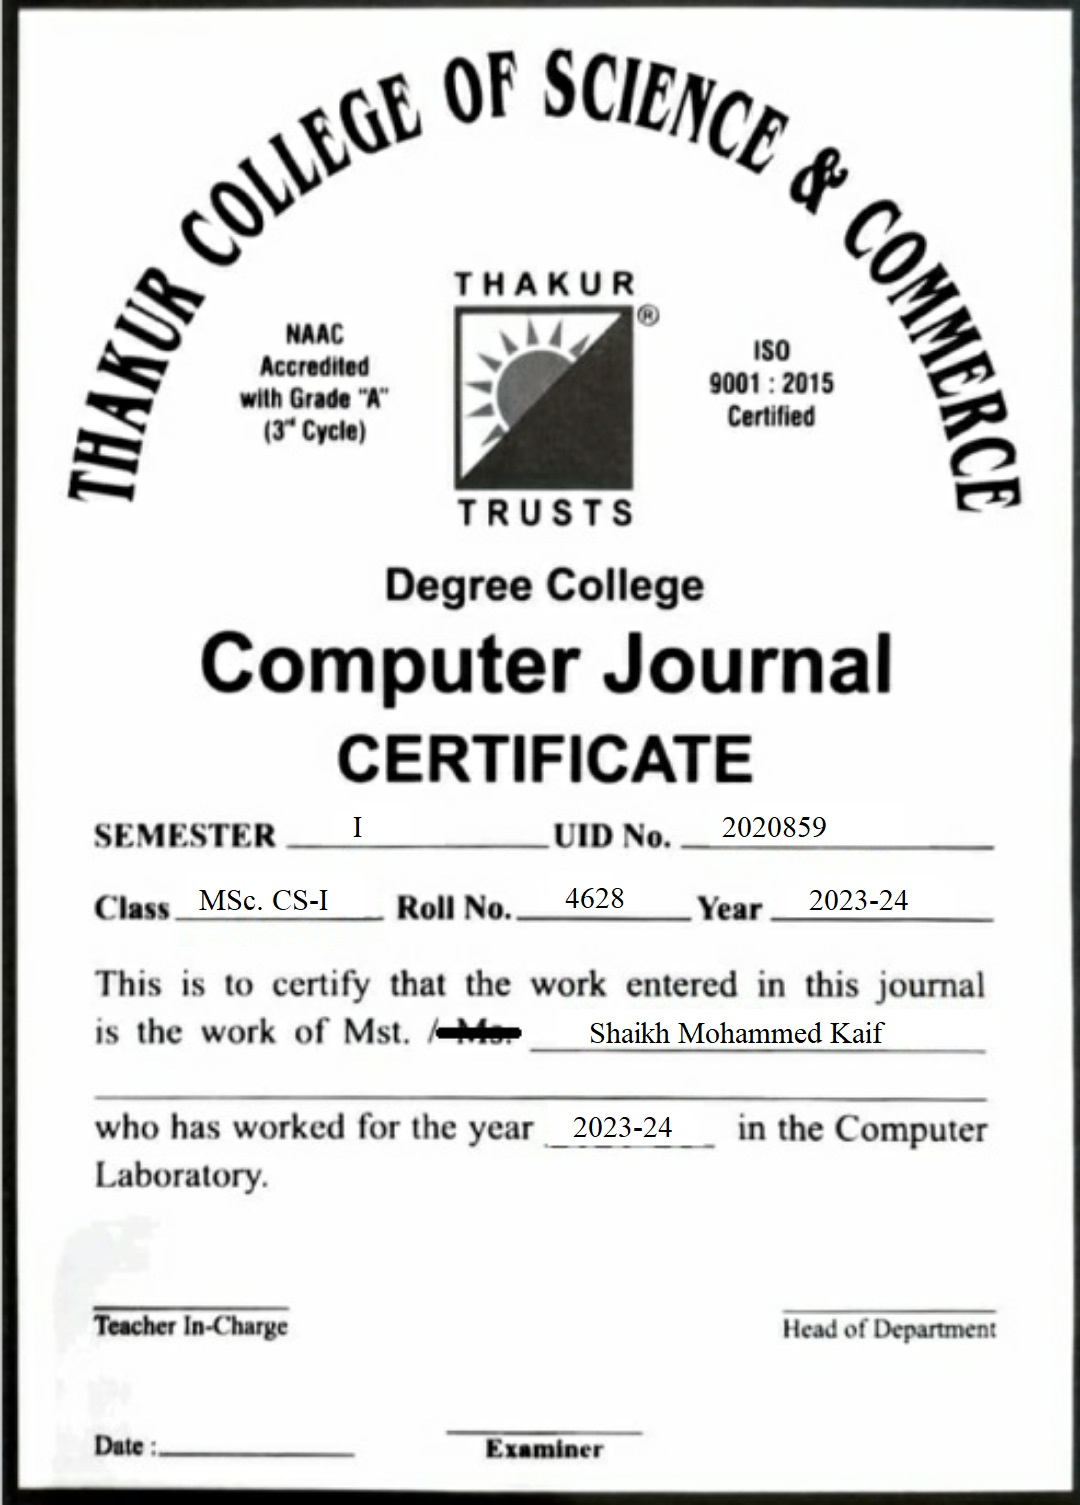 THAKUR COLLEGE OF SCIENCE & COMMERCE
THAKUR
®
NAAC
Accredited
with Grade "A"
(3rd Cycle)
ISO
9001 : 2015
Certified
TRUSTS
Degree College
Computer Journal
CERTIFICATE
SEMESTER I UID No. 2020859
Class MSc. CS-I Roll No. 4628 Year 2023-24
This is to certify that the work entered in this journal
is the work of Mst. / Ms. Shaikh Mohammed Kaif
who has worked for the year 2023-24 in the Computer
Laboratory.
Teacher In-Charge
Head of Department
Date :
Examiner